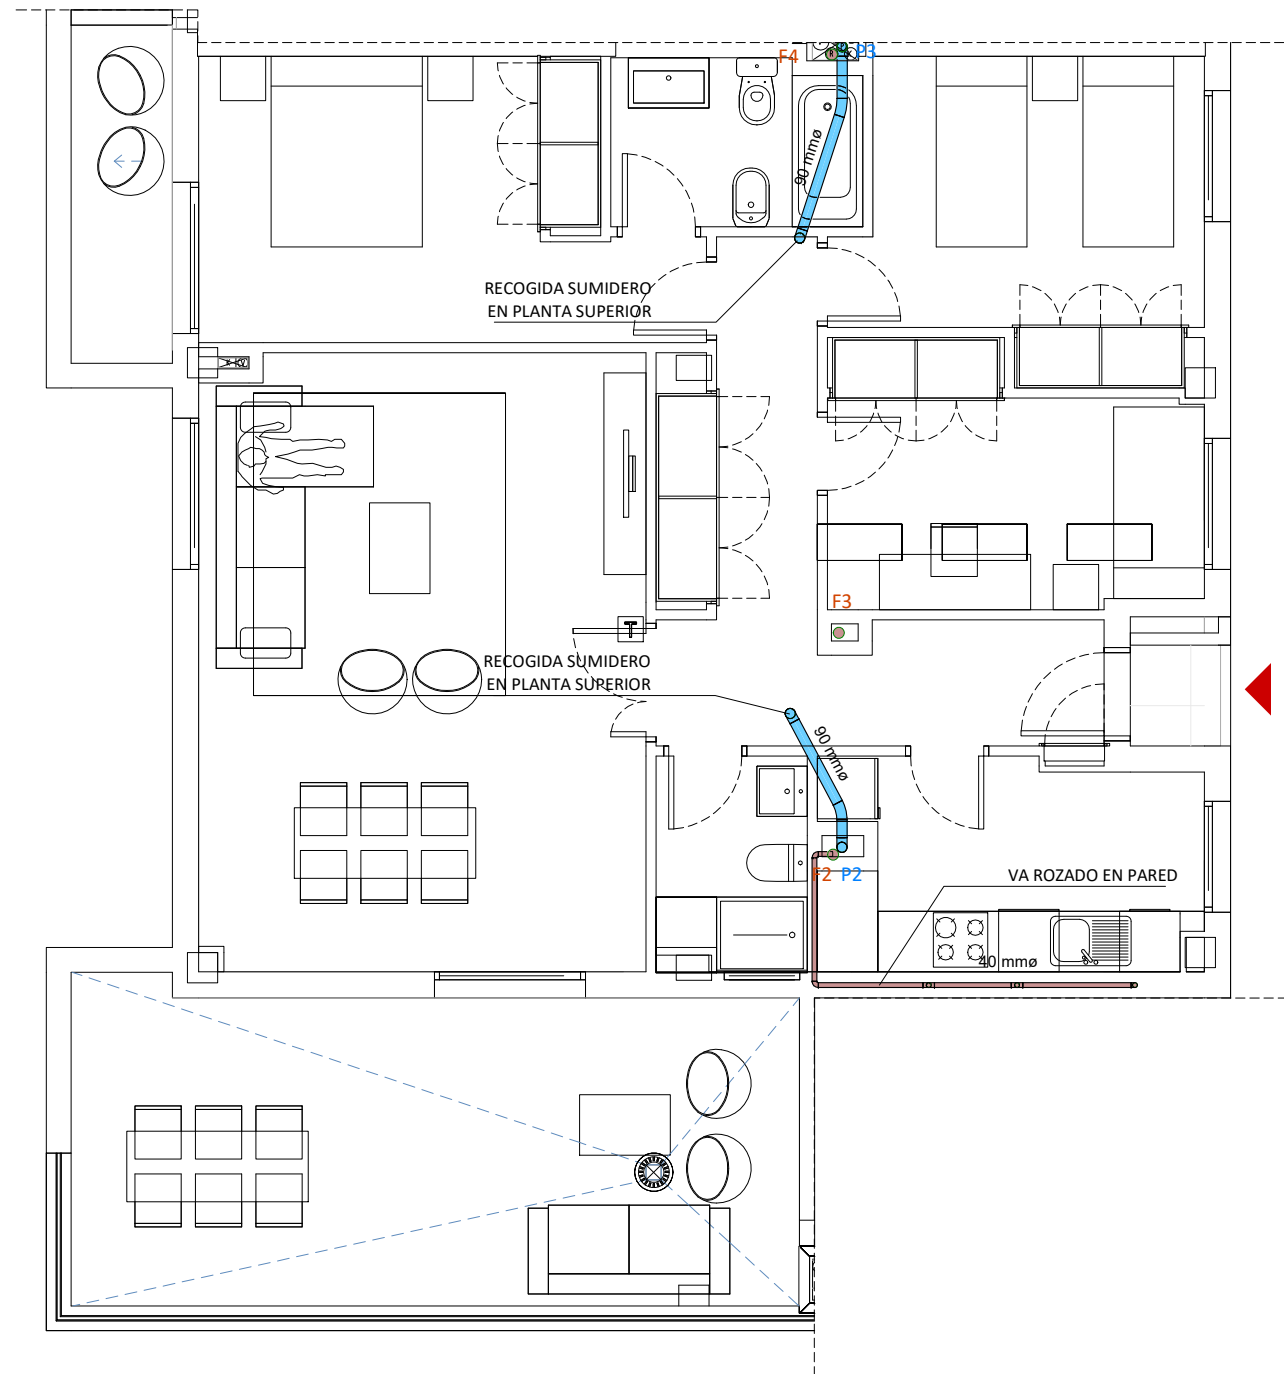 F4
P3
90 mmø
RECOGIDA SUMIDERO
EN PLANTA SUPERIOR
F3
RECOGIDA SUMIDERO
EN PLANTA SUPERIOR
90 mmø
F2 P2
VA ROZADO EN PARED
40 mmø